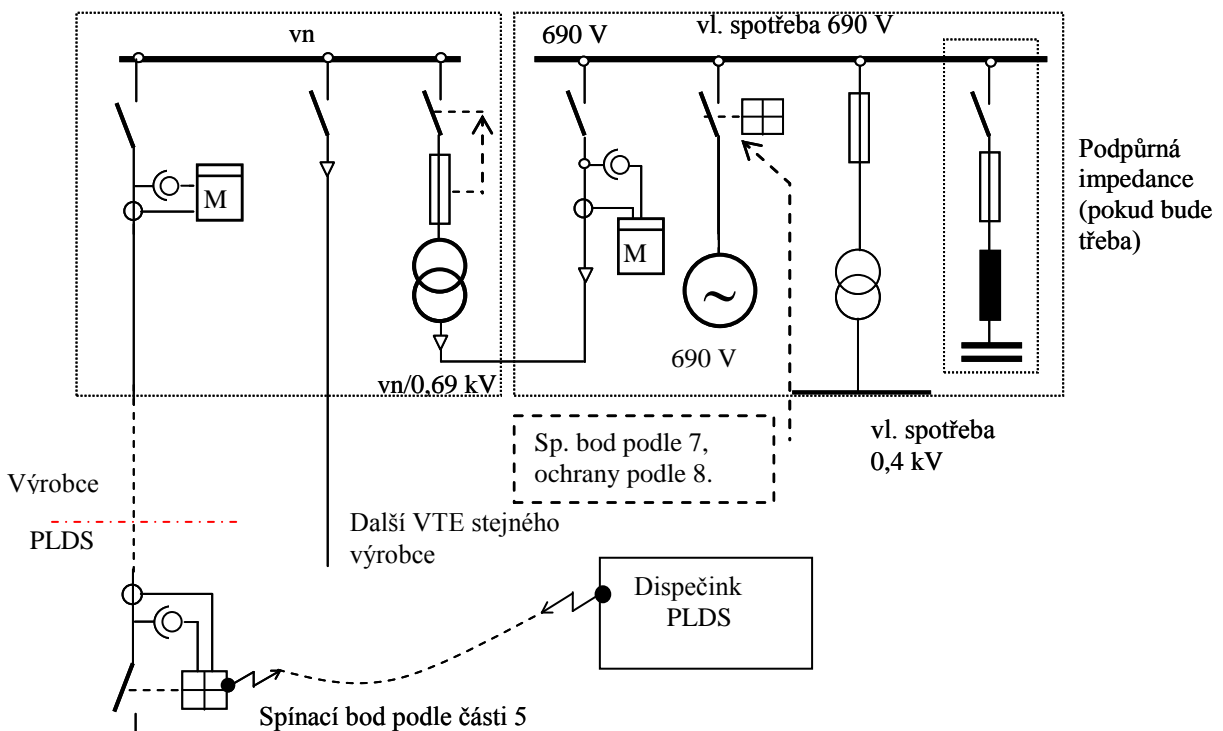 vn
690 V
vl. spotřeba 690 V
M
M
690 V
vn/0,69 kV
Podpůrná
impedance
(pokud bude
třeba)
Sp. bod podle 7,
ochrany podle 8.
vl. spotřeba
0,4 kV
Výrobce
PLDS
Další VTE stejného
výrobce
Dispečink
PLDS
Spínací bod podle části 5